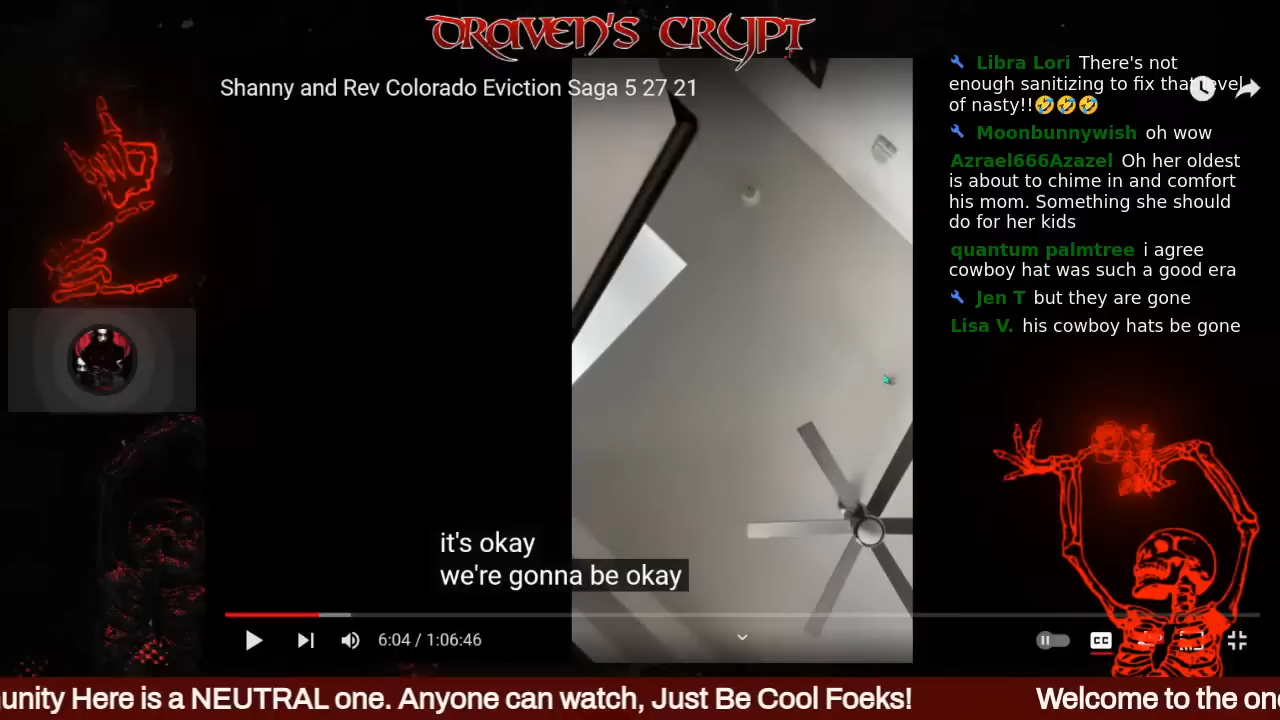 DRAVEN'S CRYPT
Shanny and Rev Colorado Eviction Saga 5 27 21
Libra Lori There's not
enough sanitizing to fix that level
of nasty!!🤣🤣🤣
Moonbunnywish oh wow
Azrael666Azazel Oh her oldest
is about to chime in and comfort
his mom. Something she should
do for her kids
quantum palmtree i agree
cowboy hat was such a good era
Jen T but they are gone
Lisa V. his cowboy hats be gone
it's okay
we're gonna be okay
6:04 / 1:06:46
CC
unity Here is a NEUTRAL one. Anyone can watch, Just Be Cool Foeks!
Welcome to the on